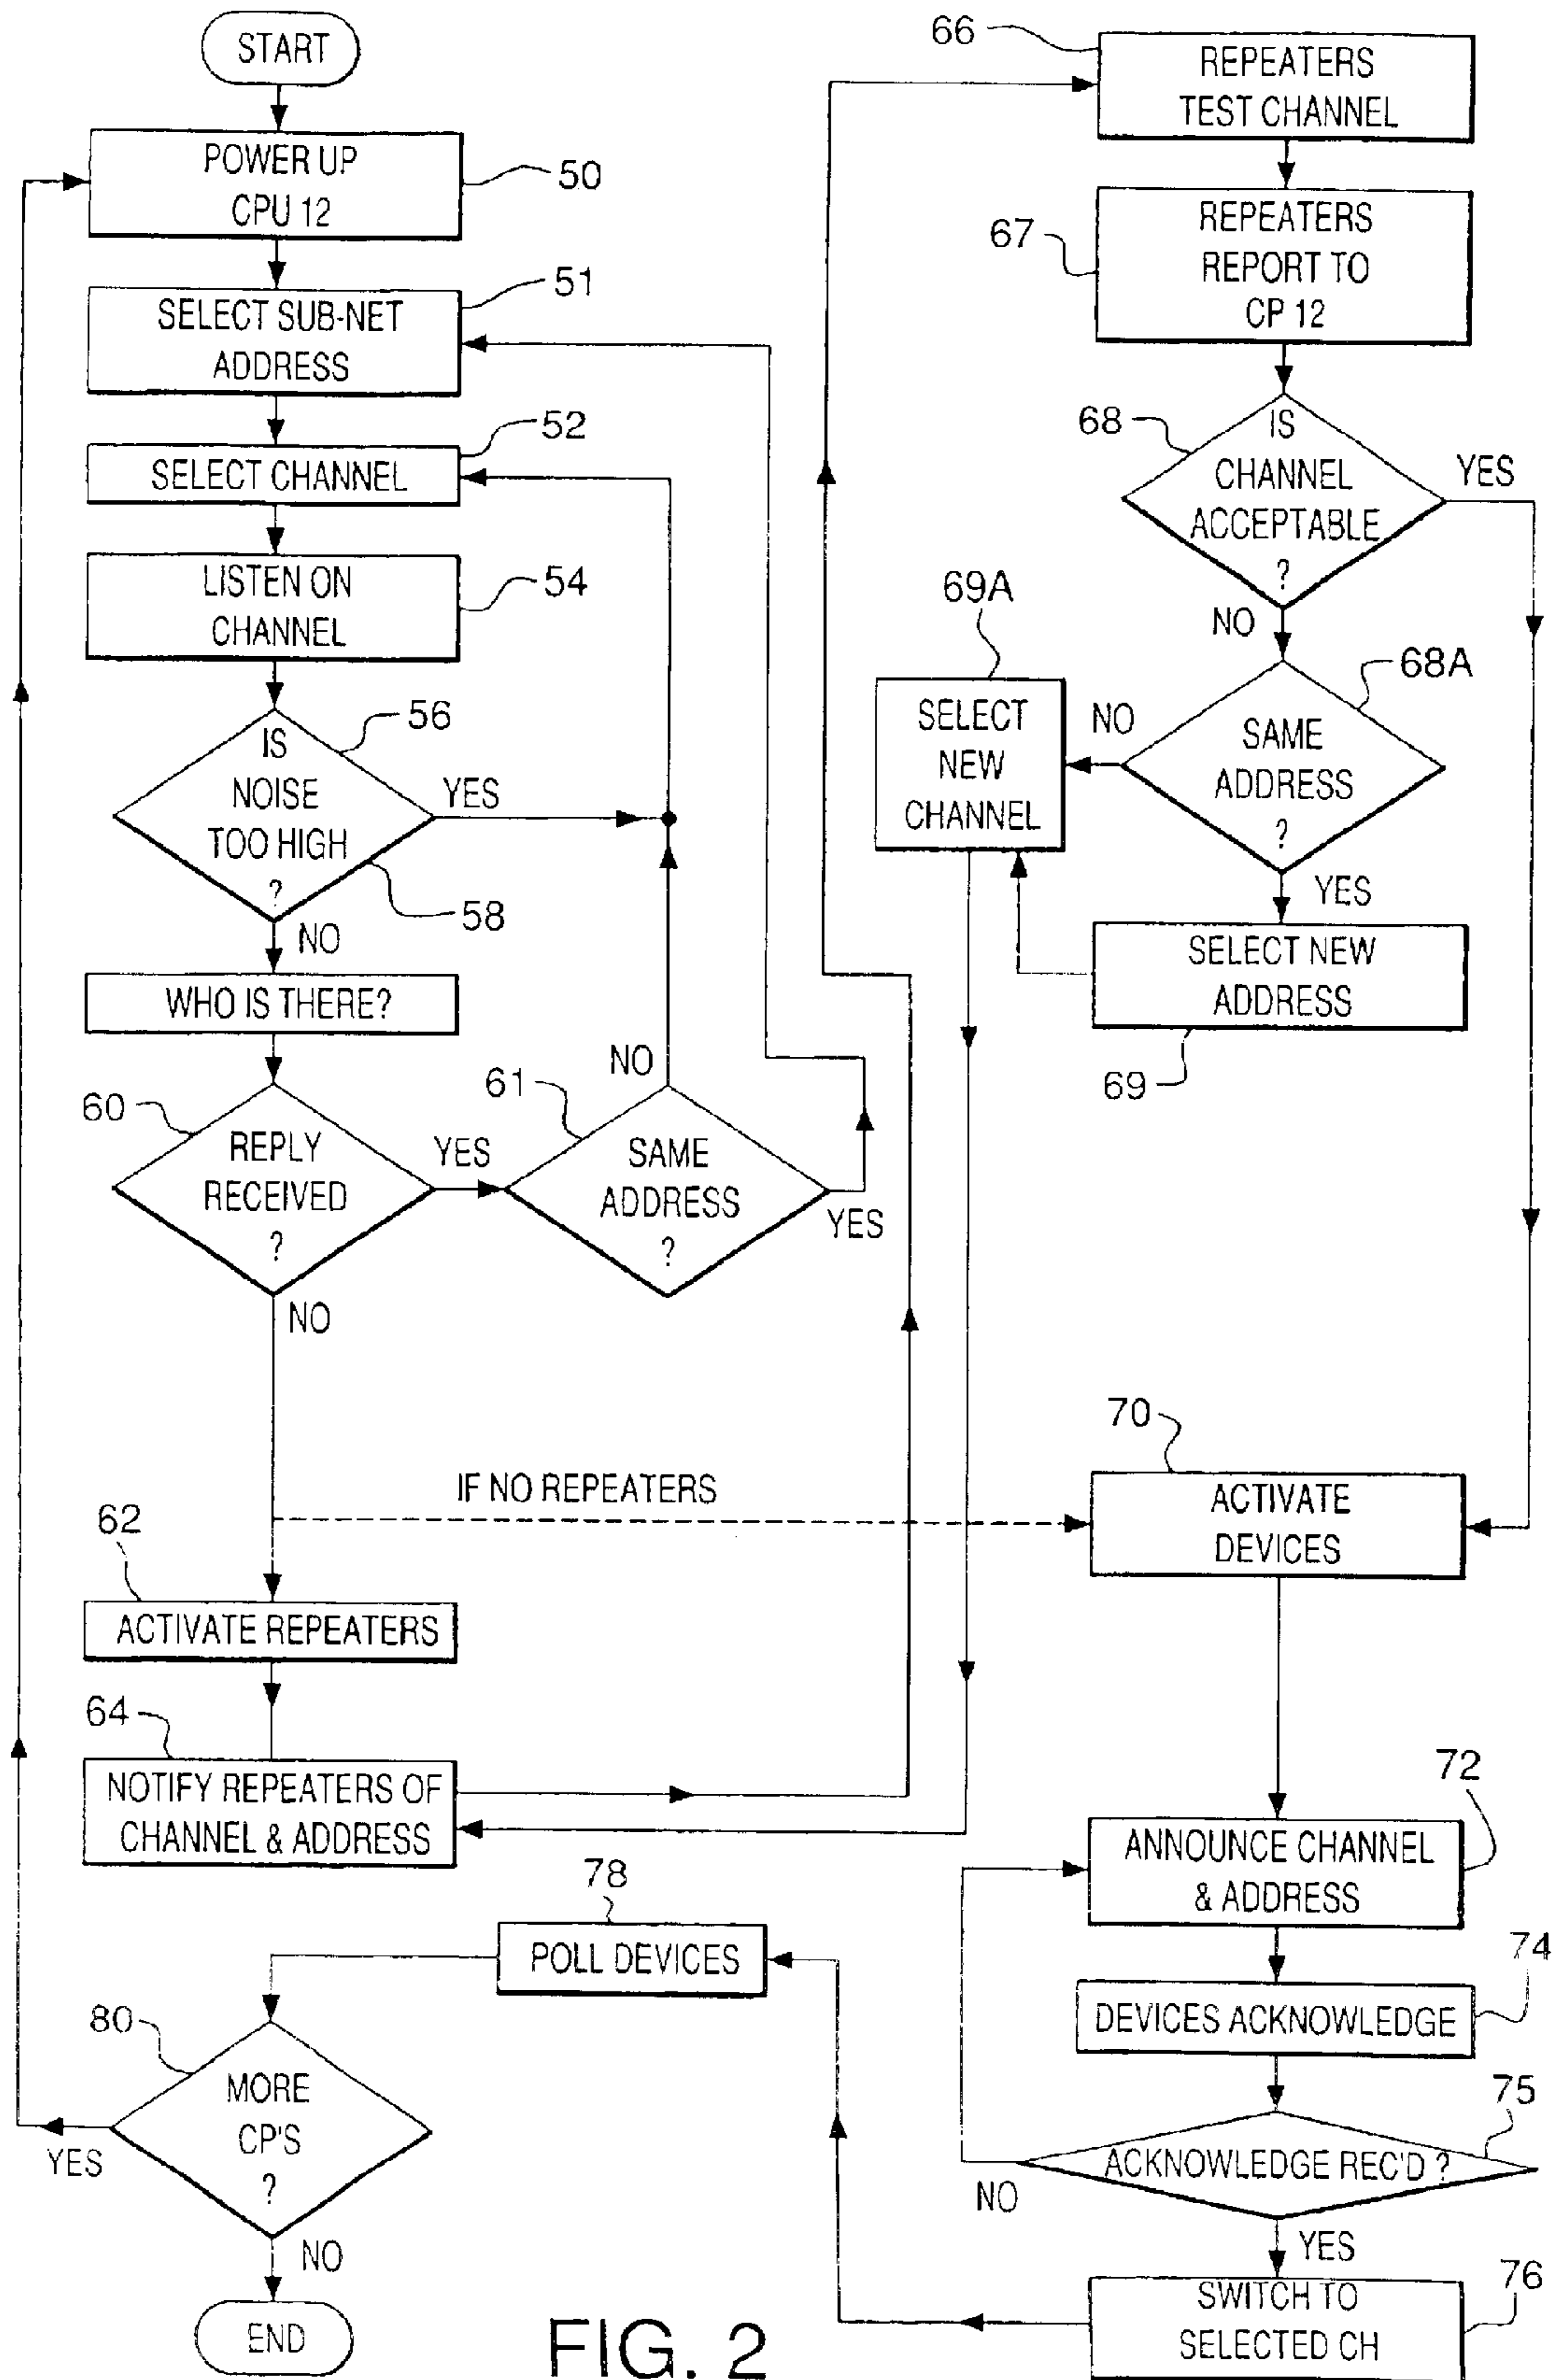 START
POWER UP
CPU 12
50
SELECT SUB-NET
ADDRESS
51
SELECT CHANNEL
52
LISTEN ON
CHANNEL
54
IS
NOISE
TOO HIGH
?
56
58
YES
NO
WHO IS THERE?
60
REPLY
RECEIVED
?
YES
NO
61
SAME
ADDRESS
?
NO
YES
IF NO REPEATERS
62
ACTIVATE REPEATERS
64
NOTIFY REPEATERS OF
CHANNEL & ADDRESS
66
REPEATERS
TEST CHANNEL
67
REPEATERS
REPORT TO
CP 12
68
IS
CHANNEL
ACCEPTABLE
?
YES
NO
68A
SAME
ADDRESS
?
NO
YES
69A
SELECT
NEW
CHANNEL
SELECT NEW
ADDRESS
69
70
ACTIVATE
DEVICES
72
ANNOUNCE CHANNEL
& ADDRESS
74
DEVICES ACKNOWLEDGE
75
ACKNOWLEDGE REC'D ?
NO
YES
76
SWITCH TO
SELECTED CH
78
POLL DEVICES
80
MORE
CP'S
?
YES
NO
END
FIG. 2